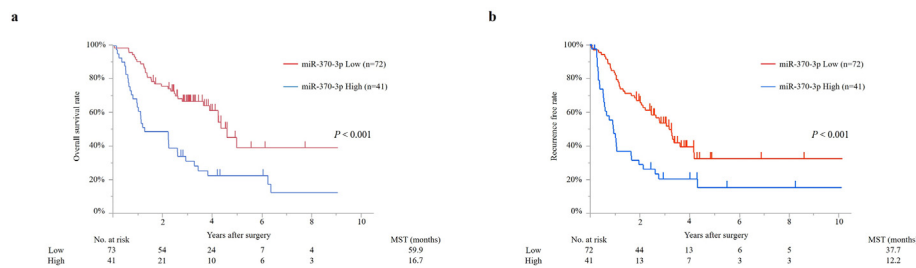 a
100%
80%
60%
40%
20%
0%
Overall survival rate
miR-370-3p Low (n=72)
miR-370-3p High (n=41)
P < 0.001
2 4 6 8 10
Years after surgery
No. at risk MST (months)
Low 73 54 24 7 4 59.9
High 41 21 10 6 3 16.7
b
100%
80%
60%
40%
20%
0%
Recurrence free rate
miR-370-3p Low (n=72)
miR-370-3p High (n=41)
P < 0.001
2 4 6 8 10
Years after surgery
No. at risk MST (months)
Low 72 44 13 6 5 37.7
High 41 13 7 3 3 12.2